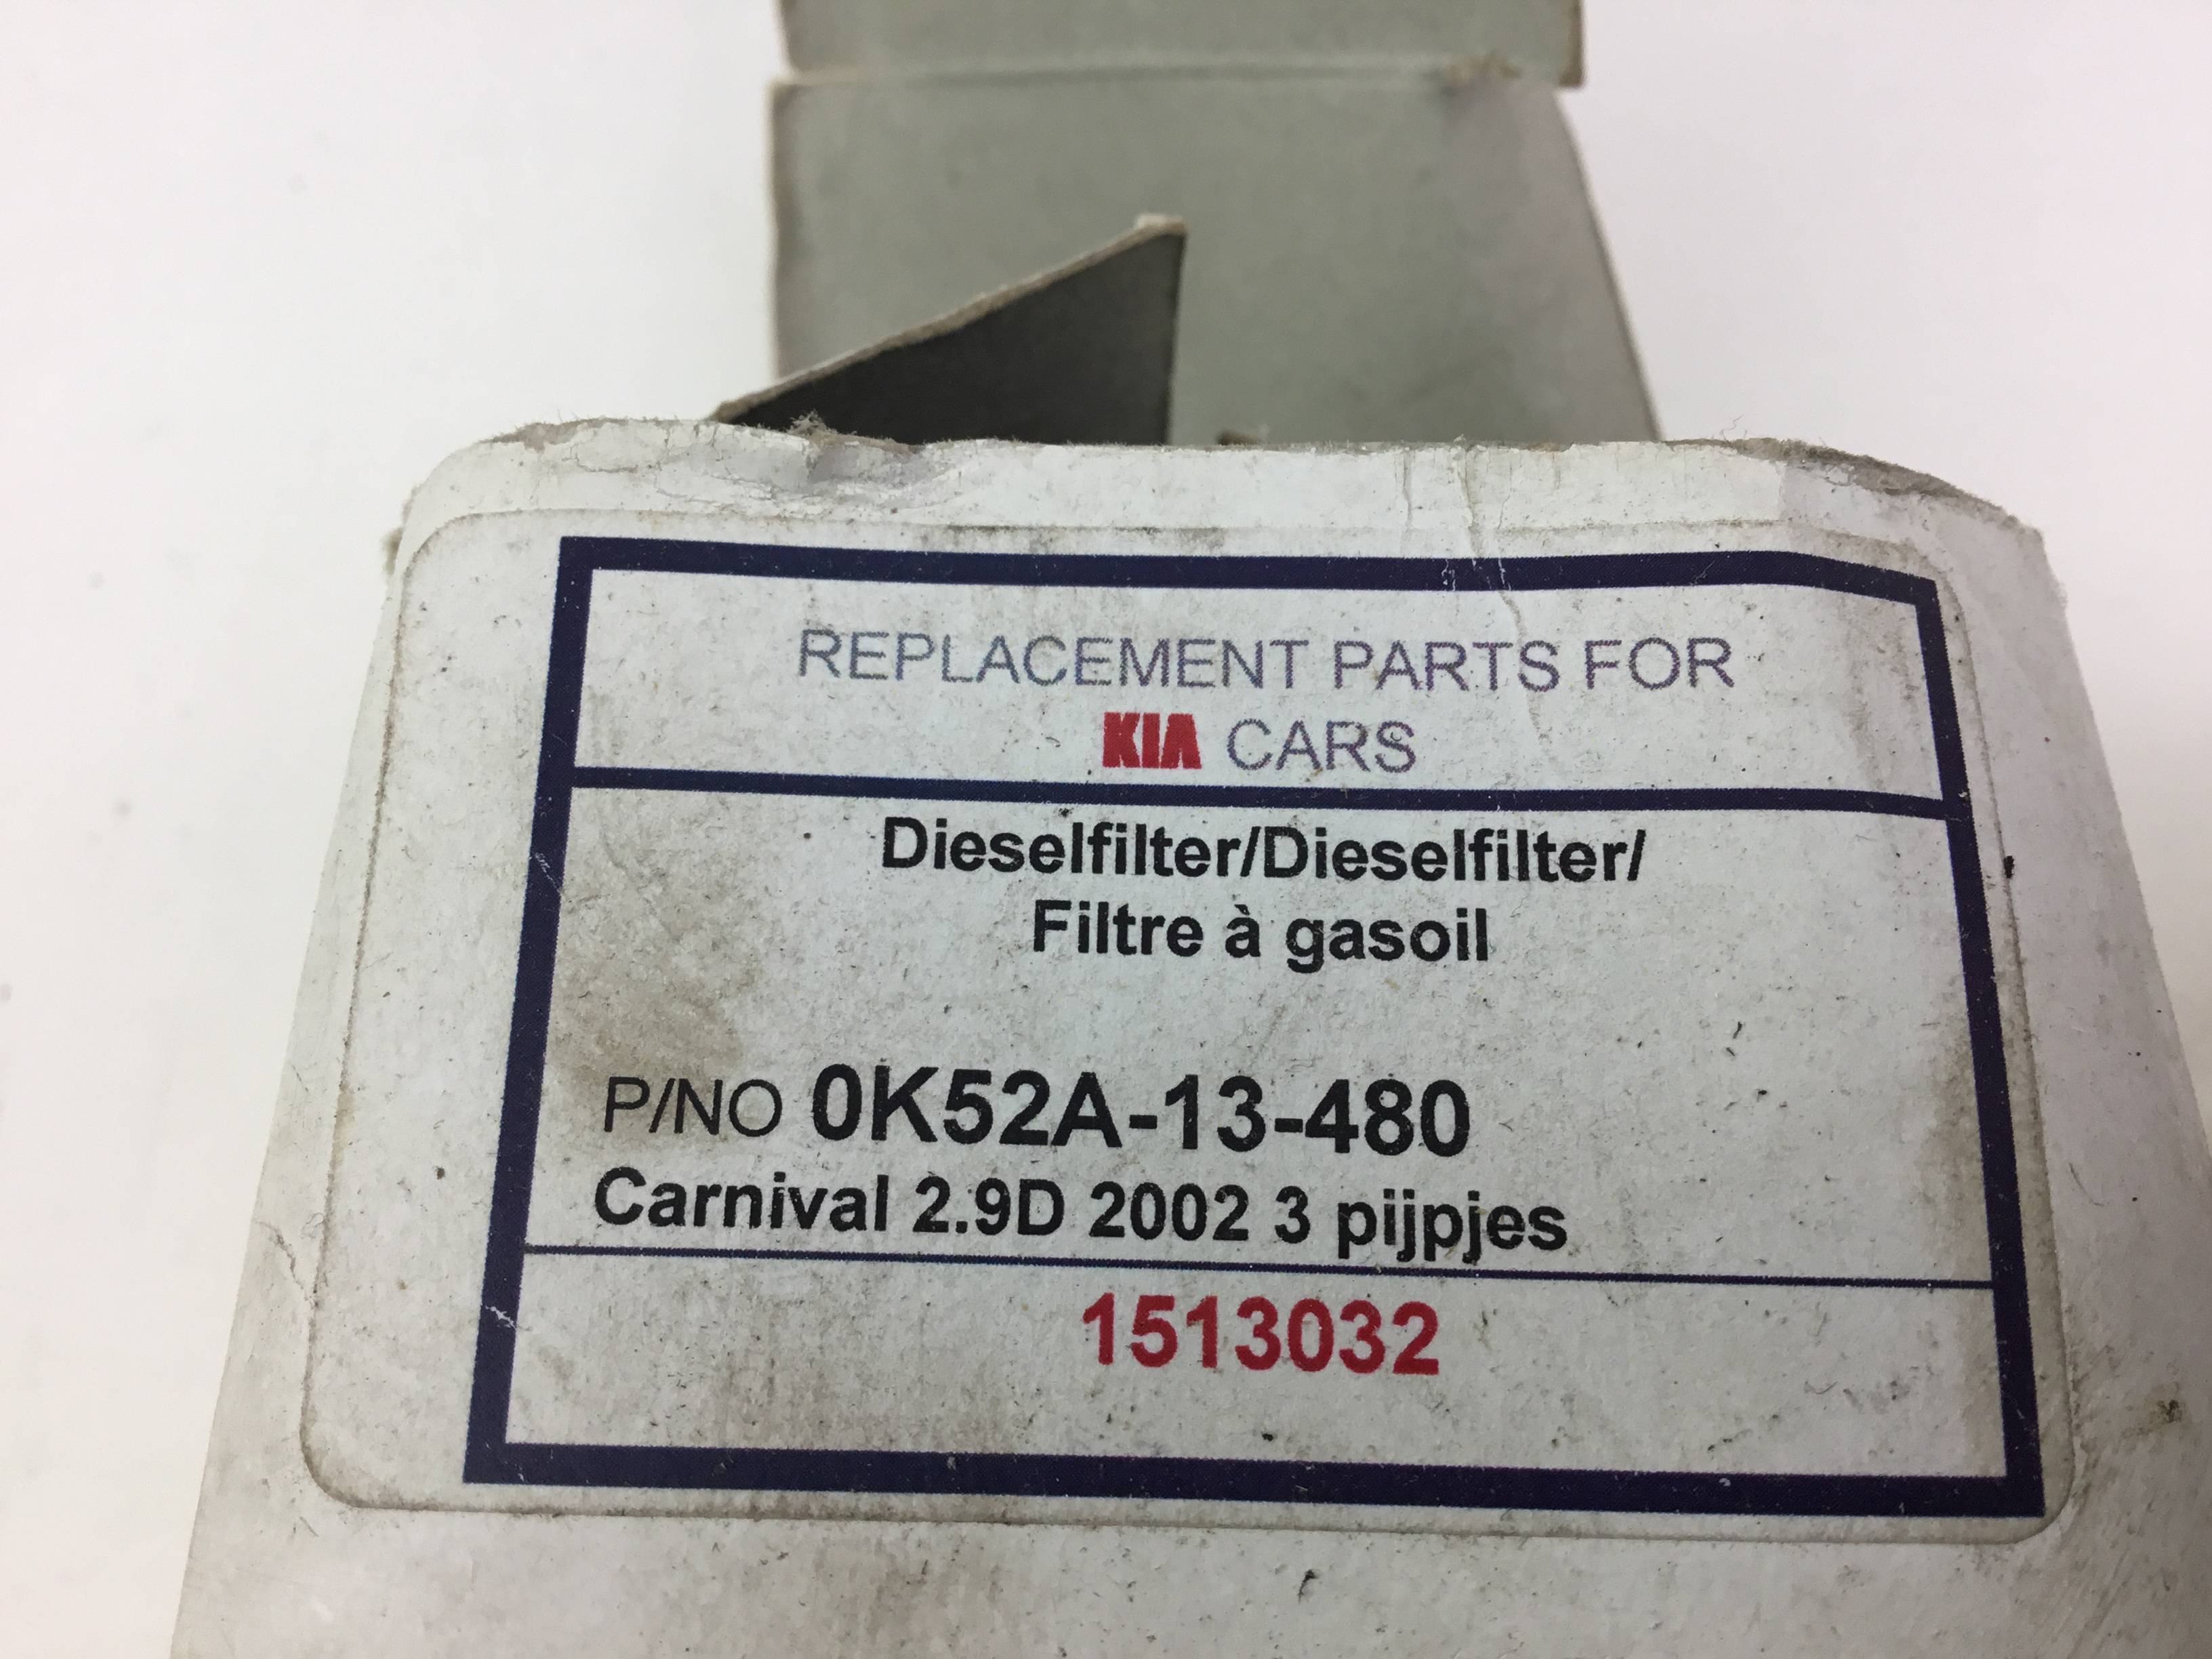 REPLACEMENT PARTS FOR
KIA CARS
Dieselfilter/Dieselfilter/
Filtre à gasoil
P/NO 0K52A-13-480
Carnival 2.9D 2002 3 pijpjes
1513032